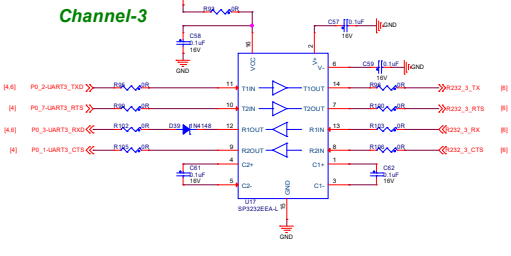 Channel-3
R93 0R
C57 0.1uF
16V
GND
C58
0.1uF
16V
GND
16
VCC
2
V+
V-
6
C59 0.1uF
16V
GND
[4,6] P0_2-UART3_TXD 0R 11 T1IN T1OUT 14 0R R232_3_TX [6]
[4] P0_7-UART3_RTS 0R 10 T2IN T2OUT 7 R100 0R R232_3_RTS [6]
[4,6] P0_3-UART3_RXD R102 0R D39 1N4148 12 R1OUT R1IN 13 R103 0R R232_3_RX [6]
[4] P0_1-UART3_CTS R105 0R 9 R2OUT R2IN 8 R106 0R R232_3_CTS [6]
C61
0.1uF
16V
4 C2+
5 C2-
C1+ 1
C1- 3
C62
0.1uF
16V
GND
15
U17
SP3232EEA-L
GND